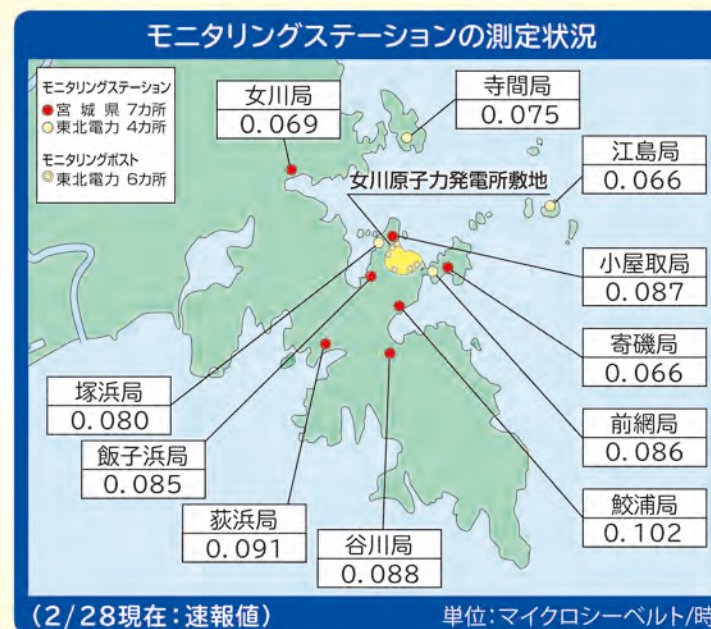 モニタリングステーションの測定状況
モニタリングステーション
宮城県 7カ所
東北電力 4カ所
モニタリングポスト
東北電力 6カ所
女川局
0.069
寺間局
0.075
江島局
0.066
女川原子力発電所敷地
小屋取局
0.087
寄磯局
0.066
前網局
0.086
鮫浦局
0.102
塚浜局
0.080
飯子浜局
0.085
荻浜局
0.091
谷川局
0.088
(2/28現在:速報値)
単位:マイクロシーベルト/時